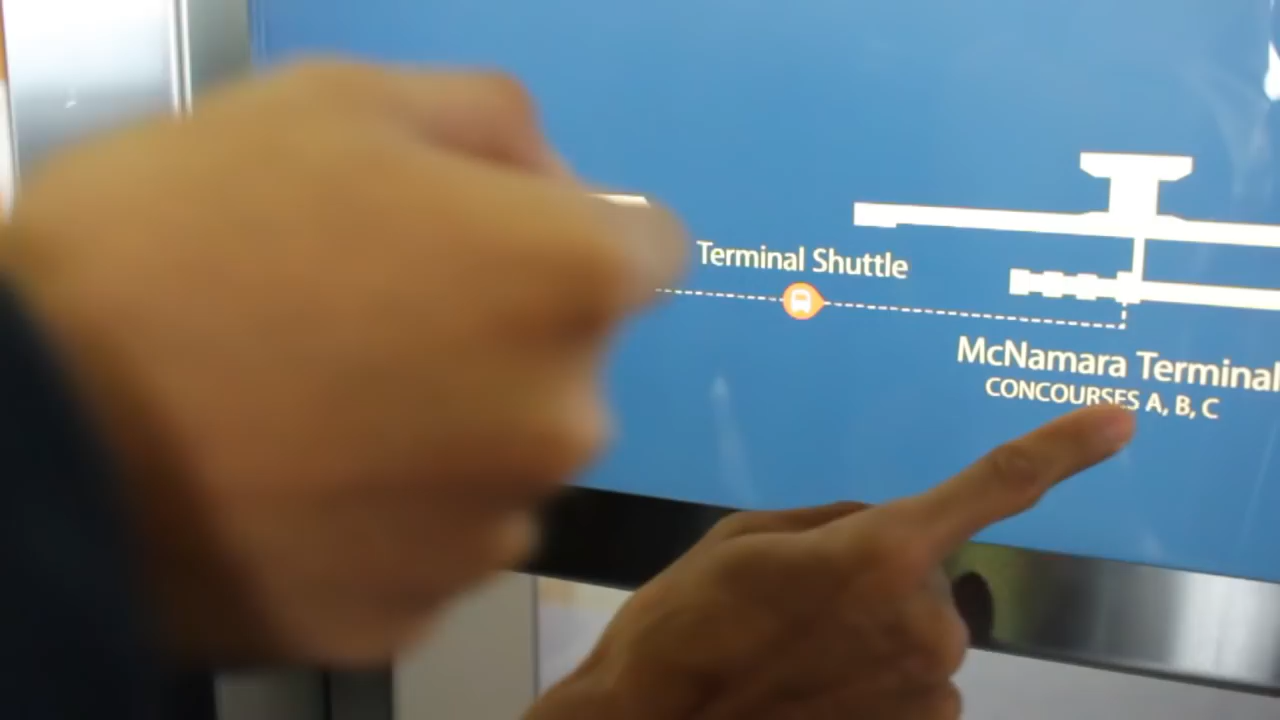 Terminal Shuttle
McNamara Terminal
CONCOURSES A, B, C